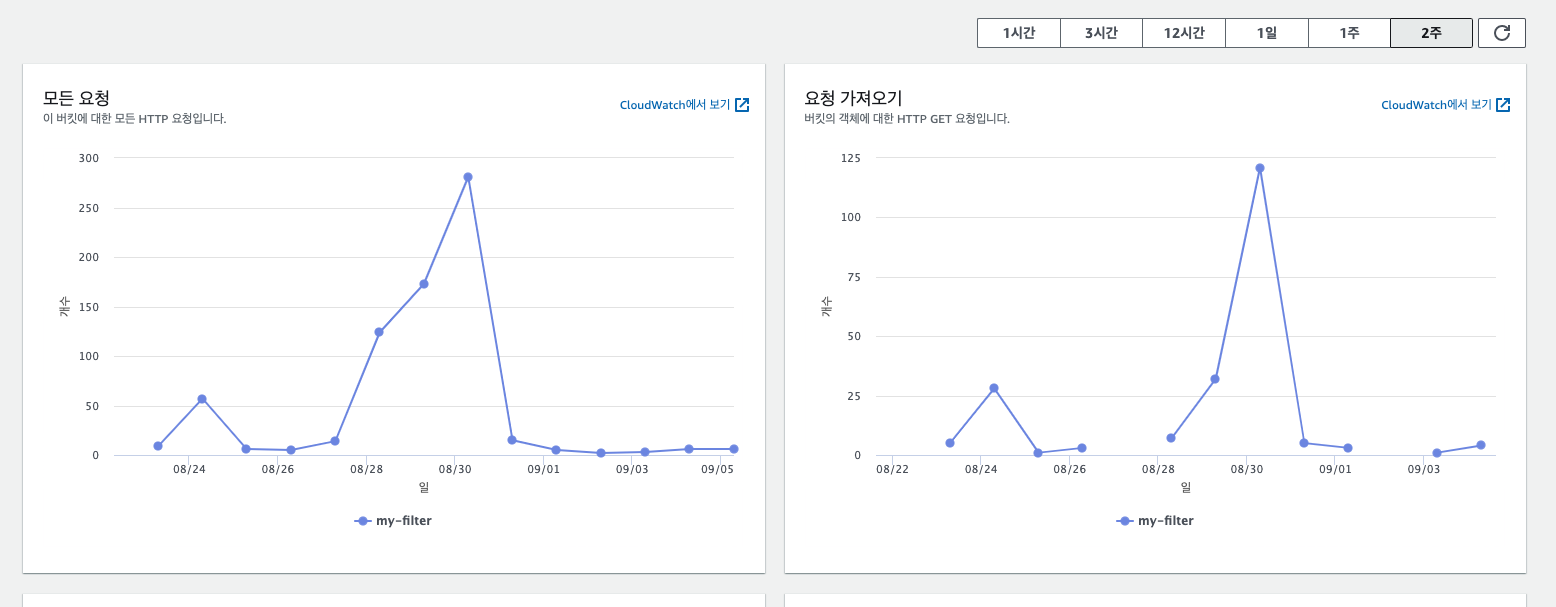 1시간 3시간 12시간 1일 1주 2주
모든 요청
CloudWatch에서 보기
이 버킷에 대한 모든 HTTP 요청입니다.
300
250
200
150
100
50
0
개수
08/24 08/26 08/28 08/30 09/01 09/03 09/05
일
my-filter
요청 가져오기
CloudWatch에서 보기
버킷의 객체에 대한 HTTP GET 요청입니다.
125
100
75
50
25
0
개수
08/22 08/24 08/26 08/28 08/30 09/01 09/03
일
my-filter